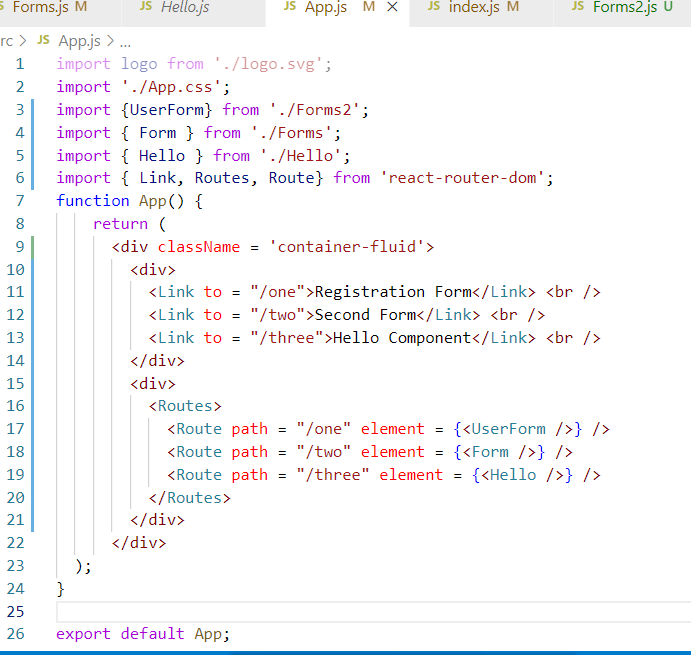 Forms.js M JS Hello.js JS App.js M × JS index.js M JS Forms2.js U
rc > JS App.js > ...
1 import logo from './logo.svg';
2 import './App.css';
3 import {UserForm} from './Forms2';
4 import { Form } from './Forms';
5 import { Hello } from './Hello';
6 import { Link, Routes, Route} from 'react-router-dom';
7 function App() {
8 return (
9 <div className = 'container-fluid'>
10 <div>
11 <Link to = "/one">Registration Form</Link> <br />
12 <Link to = "/two">Second Form</Link> <br />
13 <Link to = "/three">Hello Component</Link> <br />
14 </div>
15 <div>
16 <Routes>
17 <Route path = "/one" element = {<UserForm />} />
18 <Route path = "/two" element = {<Form />} />
19 <Route path = "/three" element = {<Hello />} />
20 </Routes>
21 </div>
22 </div>
23 );
24 }
25
26 export default App;